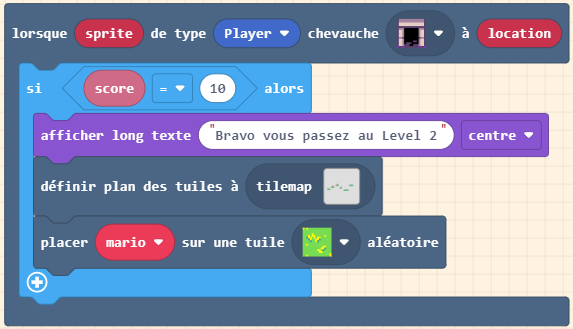 lorsque sprite de type Player chevauche à location
si score = 10 alors
afficher long texte "Bravo vous passez au Level 2" centre
définir plan des tuiles à tilemap
placer mario sur une tuile aléatoire